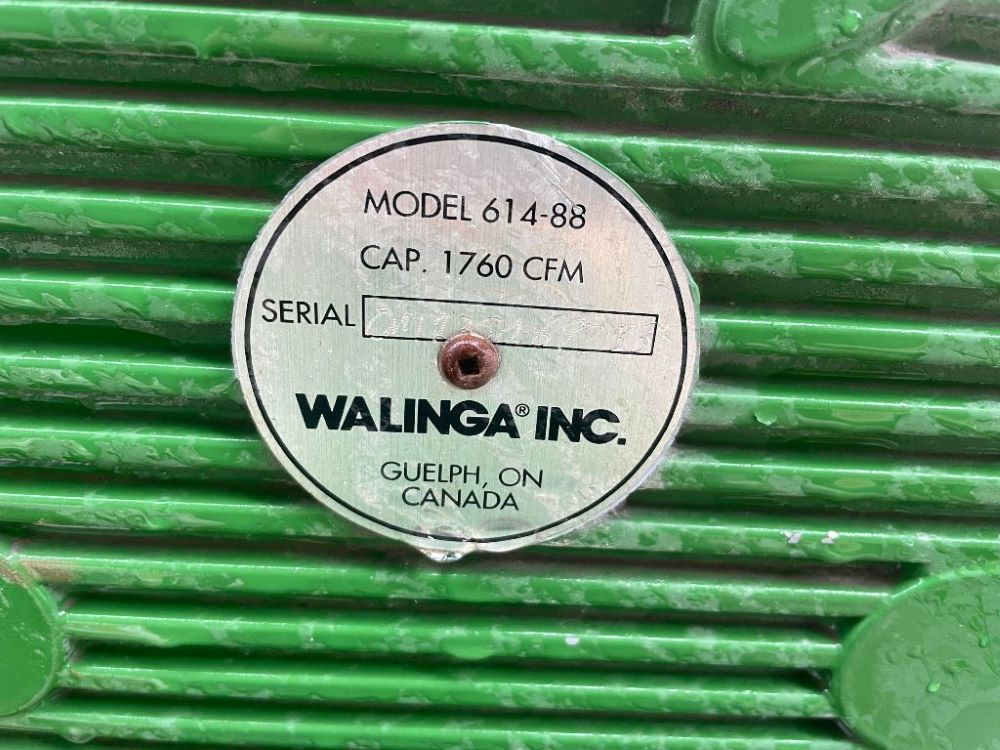 MODEL 614-88
CAP. 1760 CFM
SERIAL
WALINGA® INC.
GUELPH, ON
CANADA